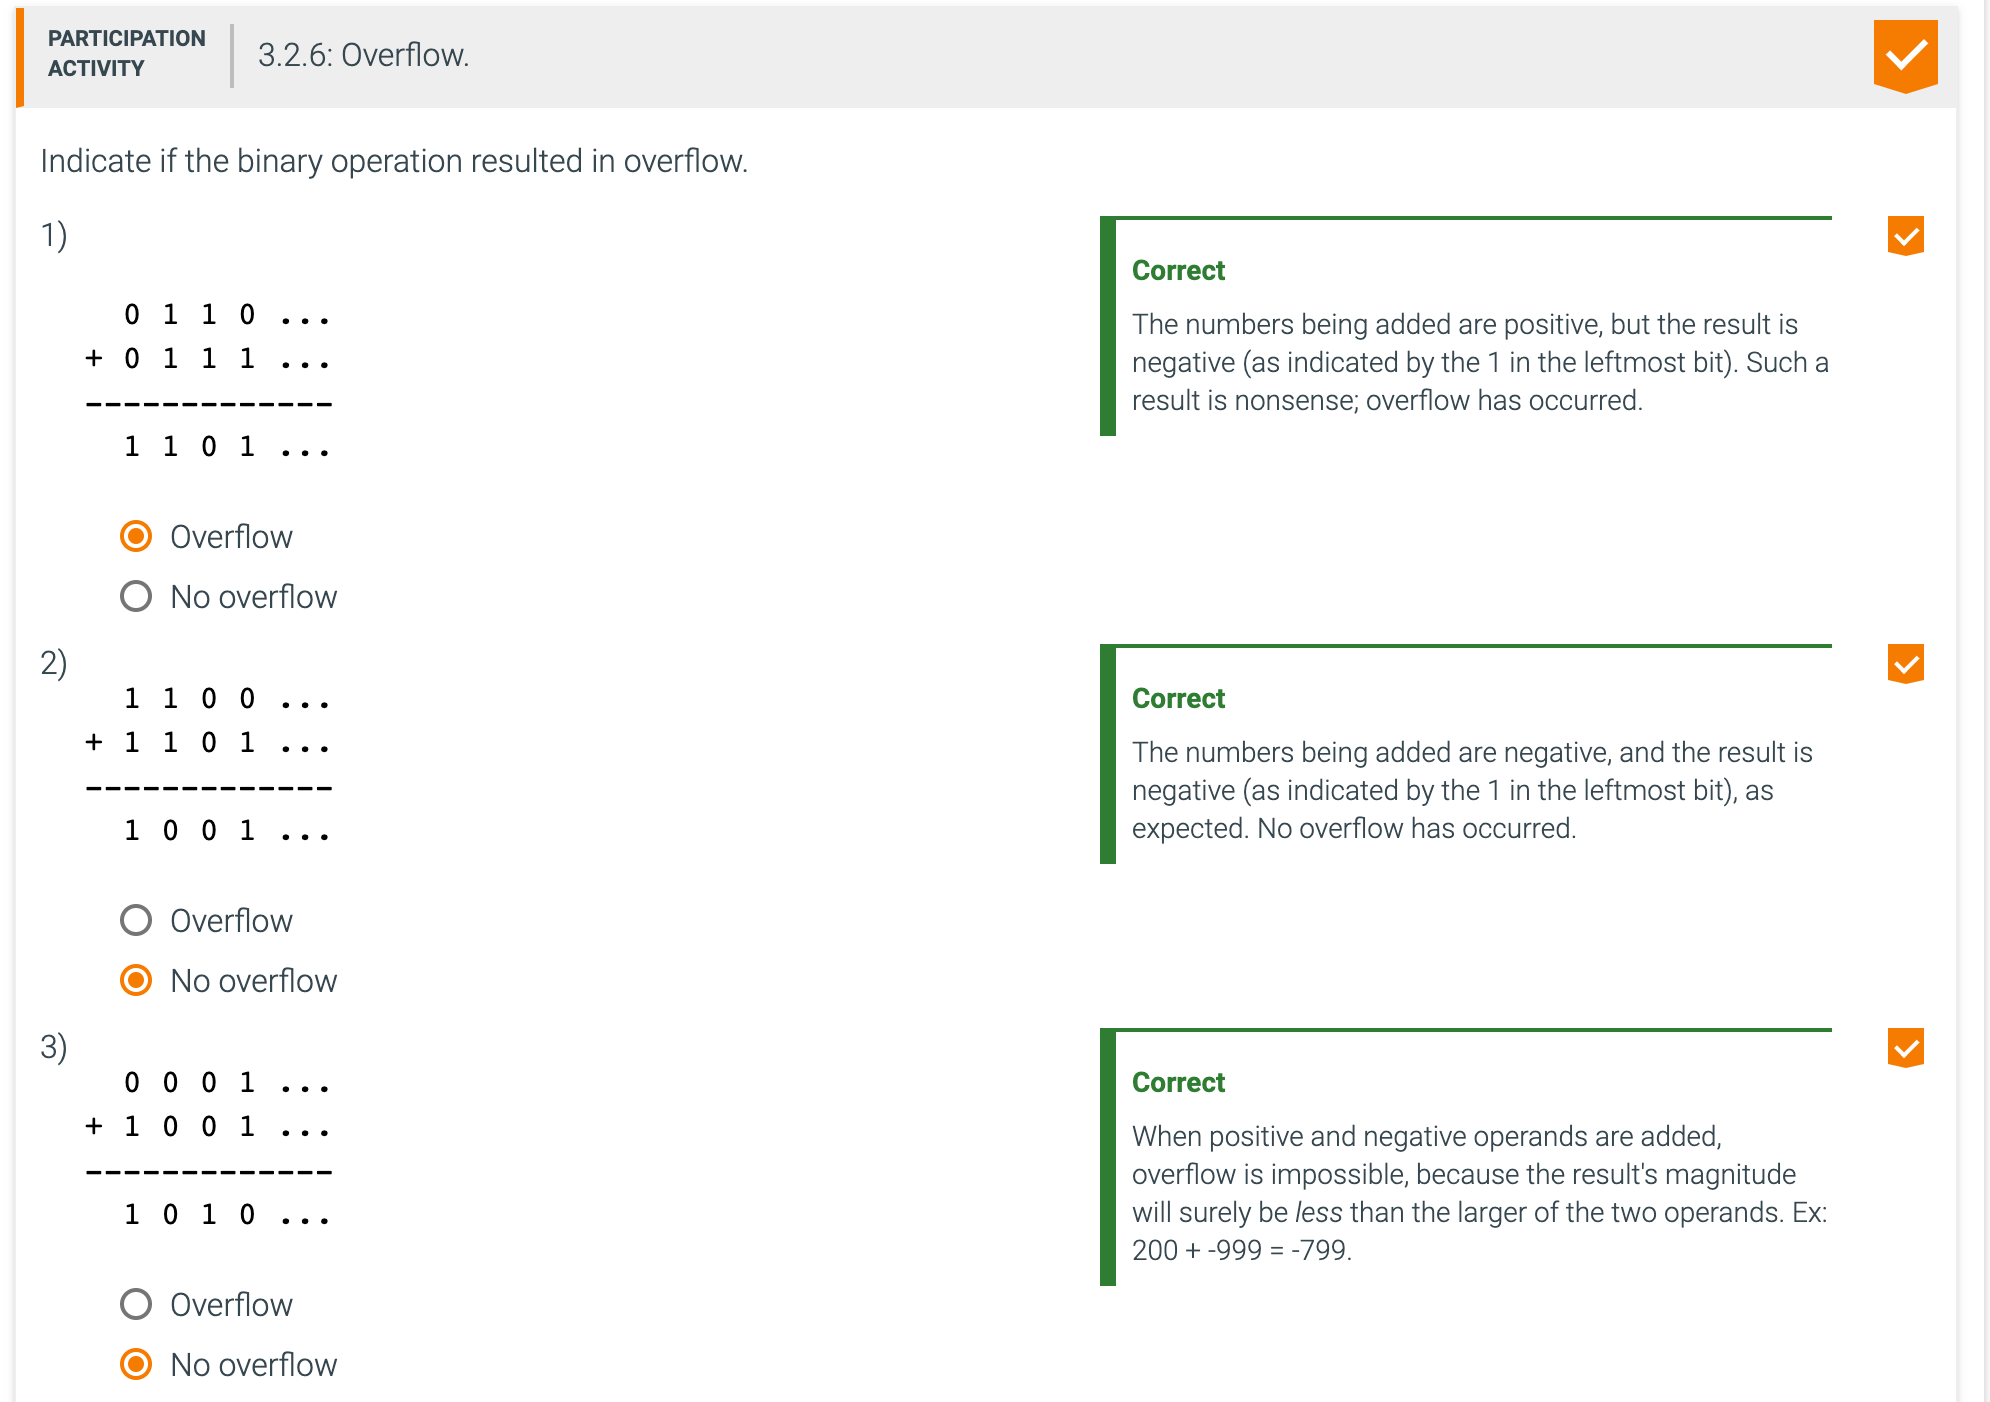 PARTICIPATION
ACTIVITY
3.2.6: Overflow.
Indicate if the binary operation resulted in overflow.
1)
0 1 1 0 ...
+ 0 1 1 1 ...
-------------
1 1 0 1 ...
Overflow
No overflow
Correct
The numbers being added are positive, but the result is
negative (as indicated by the 1 in the leftmost bit). Such a
result is nonsense; overflow has occurred.
2)
1 1 0 0 ...
+ 1 1 0 1 ...
-------------
1 0 0 1 ...
Overflow
No overflow
Correct
The numbers being added are negative, and the result is
negative (as indicated by the 1 in the leftmost bit), as
expected. No overflow has occurred.
3)
0 0 0 1 ...
+ 1 0 0 1 ...
-------------
1 0 1 0 ...
Overflow
No overflow
Correct
When positive and negative operands are added,
overflow is impossible, because the result's magnitude
will surely be less than the larger of the two operands. Ex:
200 + -999 = -799.